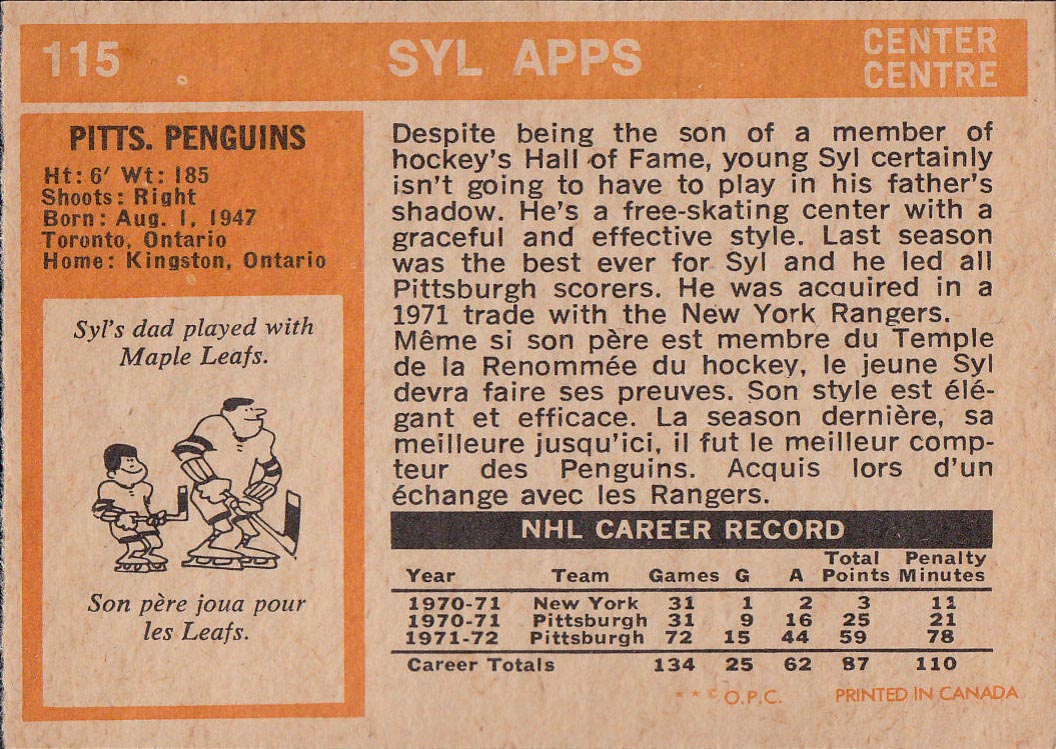 115 SYL APPS CENTER
CENTRE
PITTS. PENGUINS
Ht: 6' Wt: 185
Shoots: Right
Born: Aug. 1, 1947
Toronto, Ontario
Home: Kingston, Ontario
Syl's dad played with
Maple Leafs.
Son père joua pour
les Leafs.
Despite being the son of a member of
hockey's Hall of Fame, young Syl certainly
isn't going to have to play in his father's
shadow. He's a free-skating center with a
graceful and effective style. Last season
was the best ever for Syl and he led all
Pittsburgh scorers. He was acquired in a
1971 trade with the New York Rangers.
Même si son père est membre du Temple
de la Renommée du hockey, le jeune Syl
devra faire ses preuves. Son style est élé-
gant et efficace. La season dernière, sa
meilleure jusqu'ici, il fut le meilleur comp-
teur des Penguins. Acquis lors d'un
échange avec les Rangers.
NHL CAREER RECORD
Total Penalty
Year Team Games G A Points Minutes
1970-71 New York 31 1 2 3 11
1970-71 Pittsburgh 31 9 16 25 21
1971-72 Pittsburgh 72 15 44 59 78
Career Totals 134 25 62 87 110
* * © O.P.C. PRINTED IN CANADA